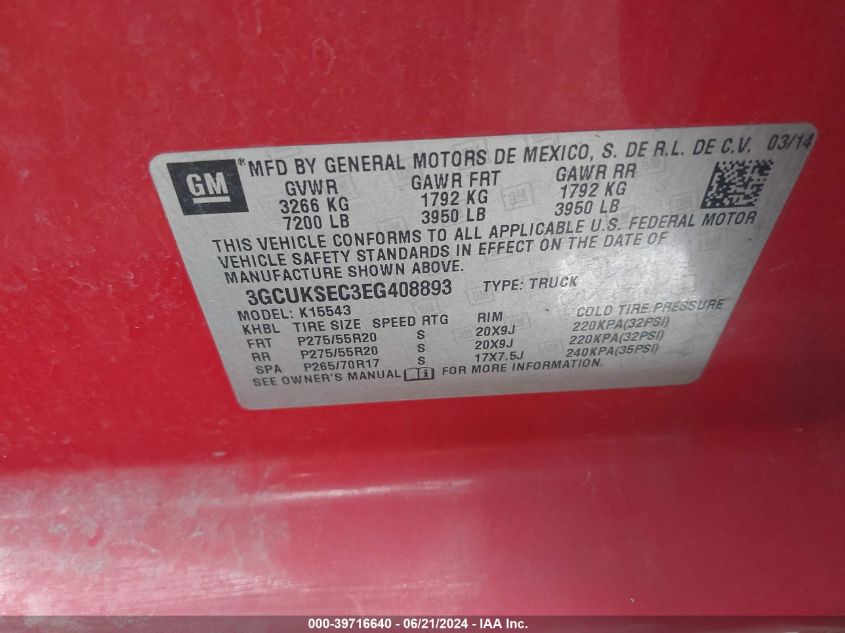 GM ® MFD BY GENERAL MOTORS DE MEXICO, S. DE R.L. DE C.V. 03/14
GVWR GAWR FRT GAWR RR
3266 KG 1792 KG 1792 KG
7200 LB 3950 LB 3950 LB
THIS VEHICLE CONFORMS TO ALL APPLICABLE U.S. FEDERAL MOTOR
VEHICLE SAFETY STANDARDS IN EFFECT ON THE DATE OF
MANUFACTURE SHOWN ABOVE.
3GCUKSEC3EG408893 TYPE: TRUCK
MODEL: K15543
KHBL TIRE SIZE SPEED RTG RIM COLD TIRE PRESSURE
FRT P275/55R20 S 20X9J 220KPA(32PSI)
RR P275/55R20 S 20X9J 220KPA(32PSI)
SPA P265/70R17 S 17X7.5J 240KPA(35PSI)
SEE OWNER'S MANUAL FOR MORE INFORMATION.
000-39716640 - 06/21/2024 - IAA Inc.